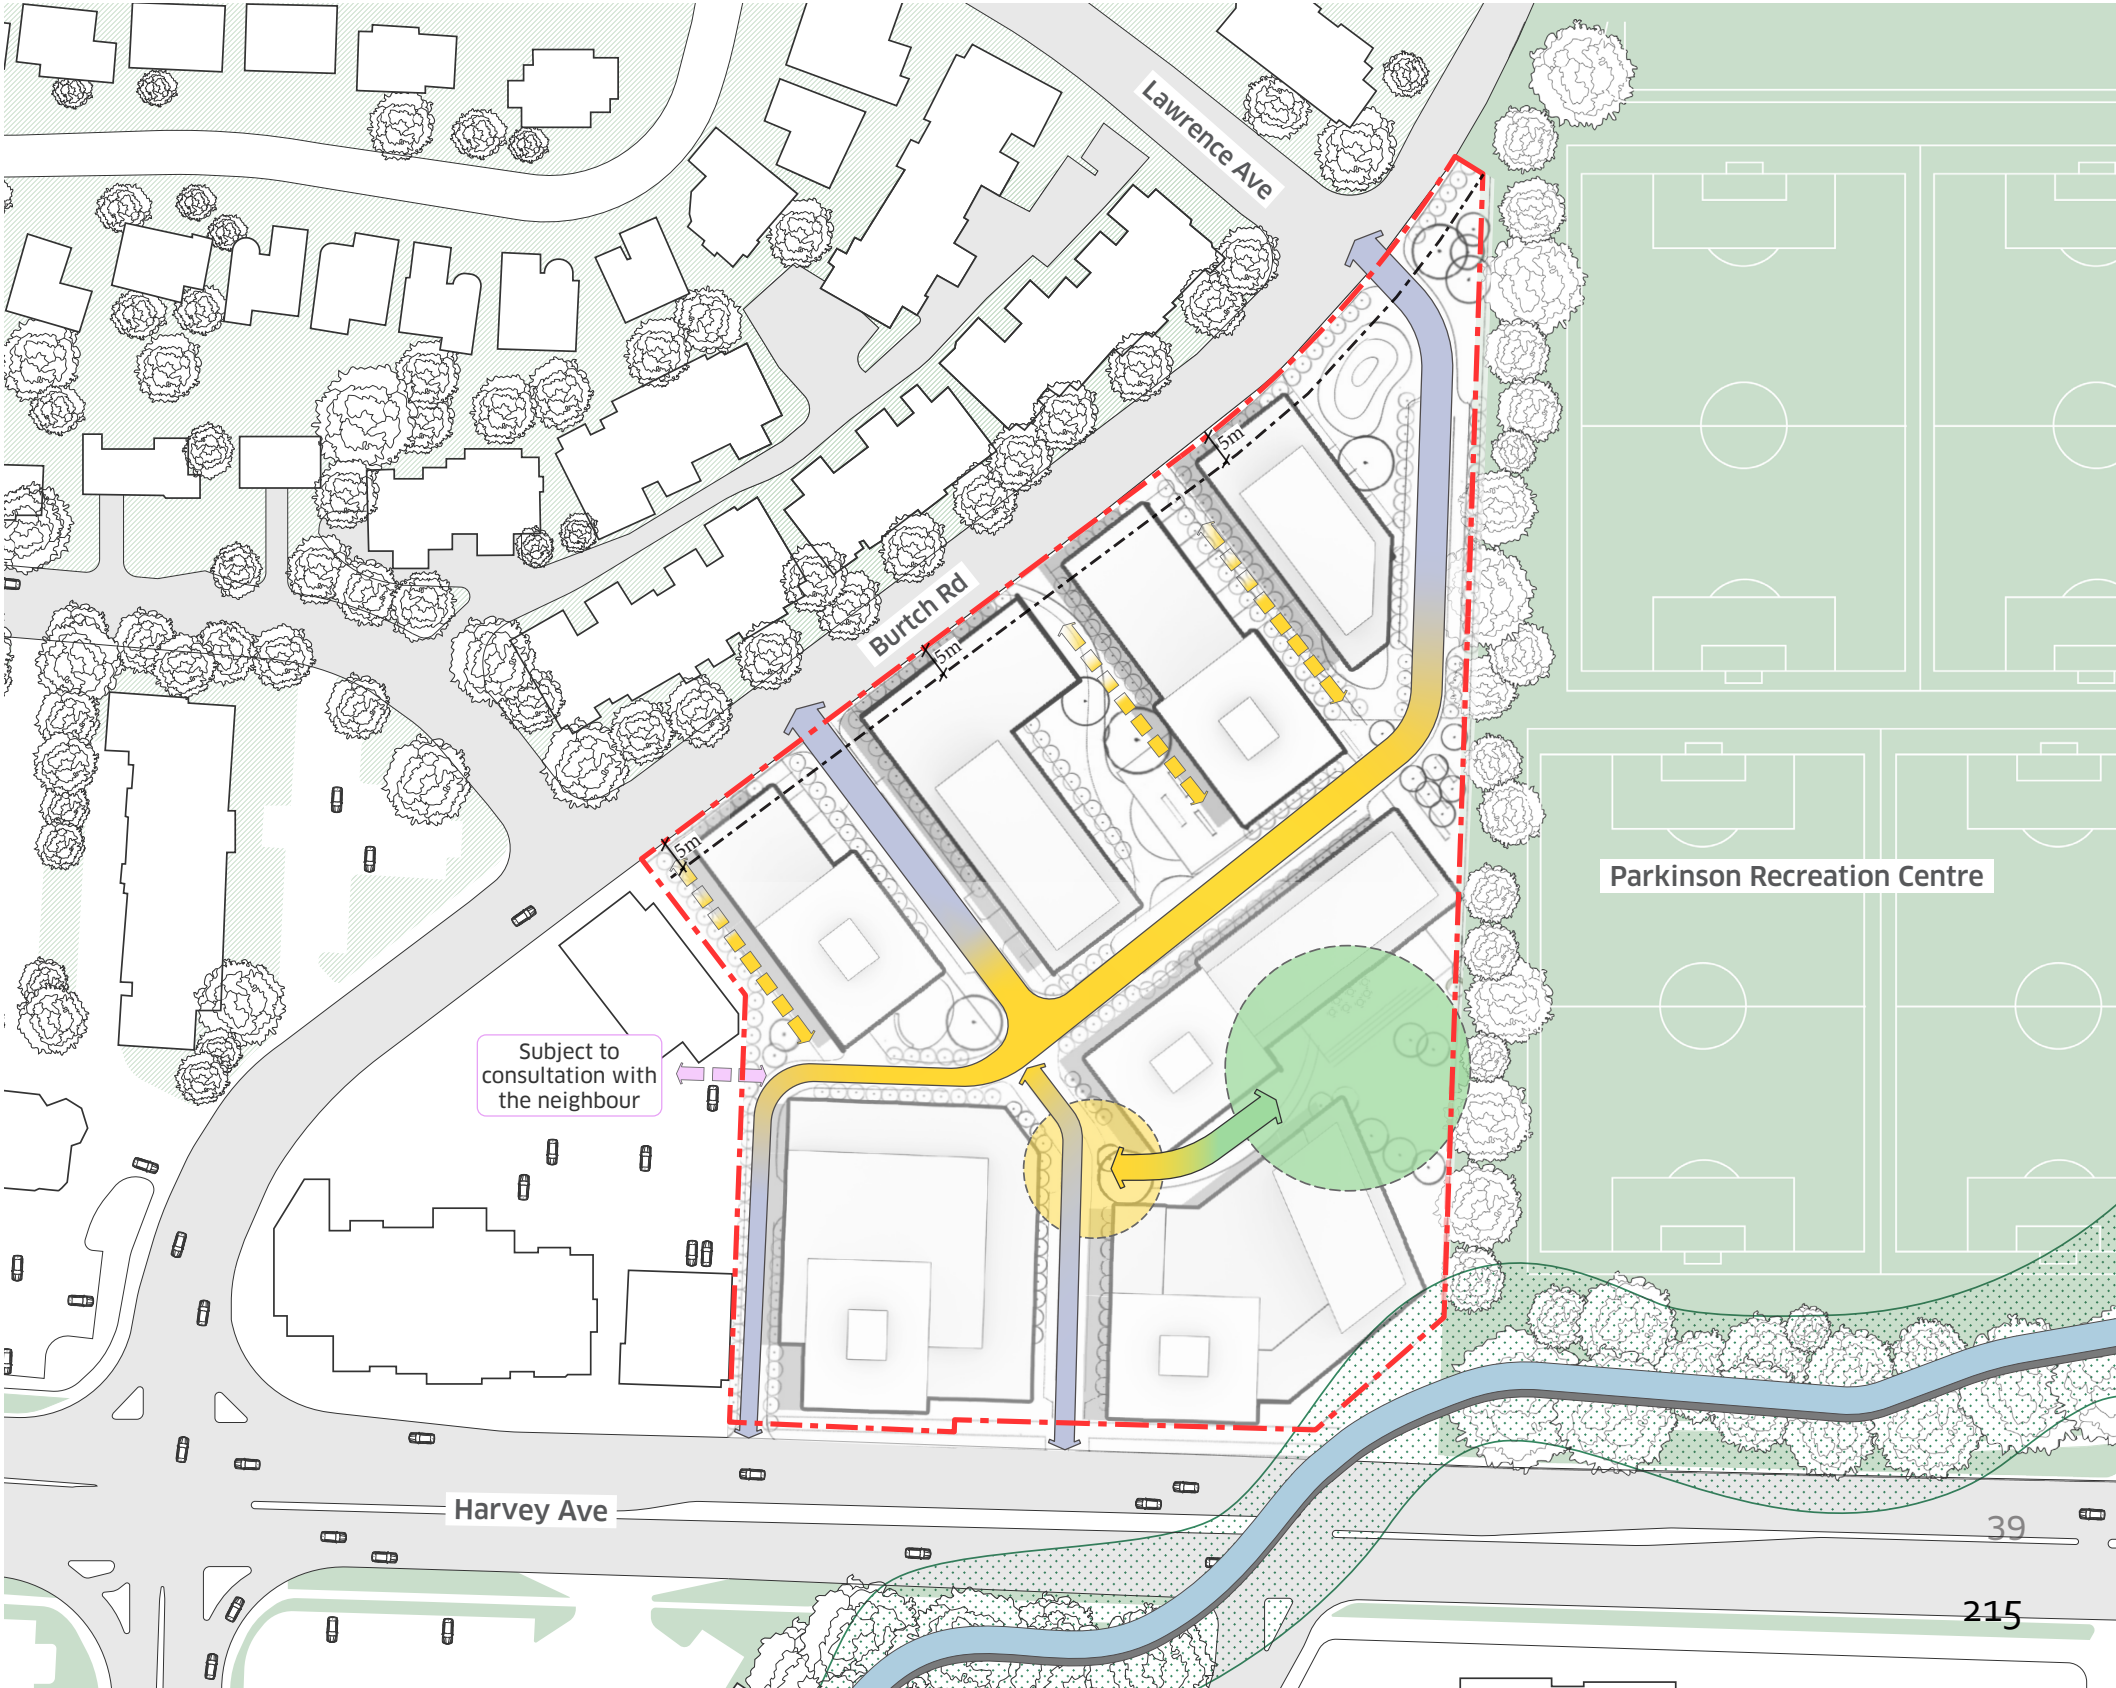 Lawrence Ave
5m
Burtch Rd
5m
5m
Parkinson Recreation Centre
Subject to
consultation with
the neighbour
Harvey Ave
39
215